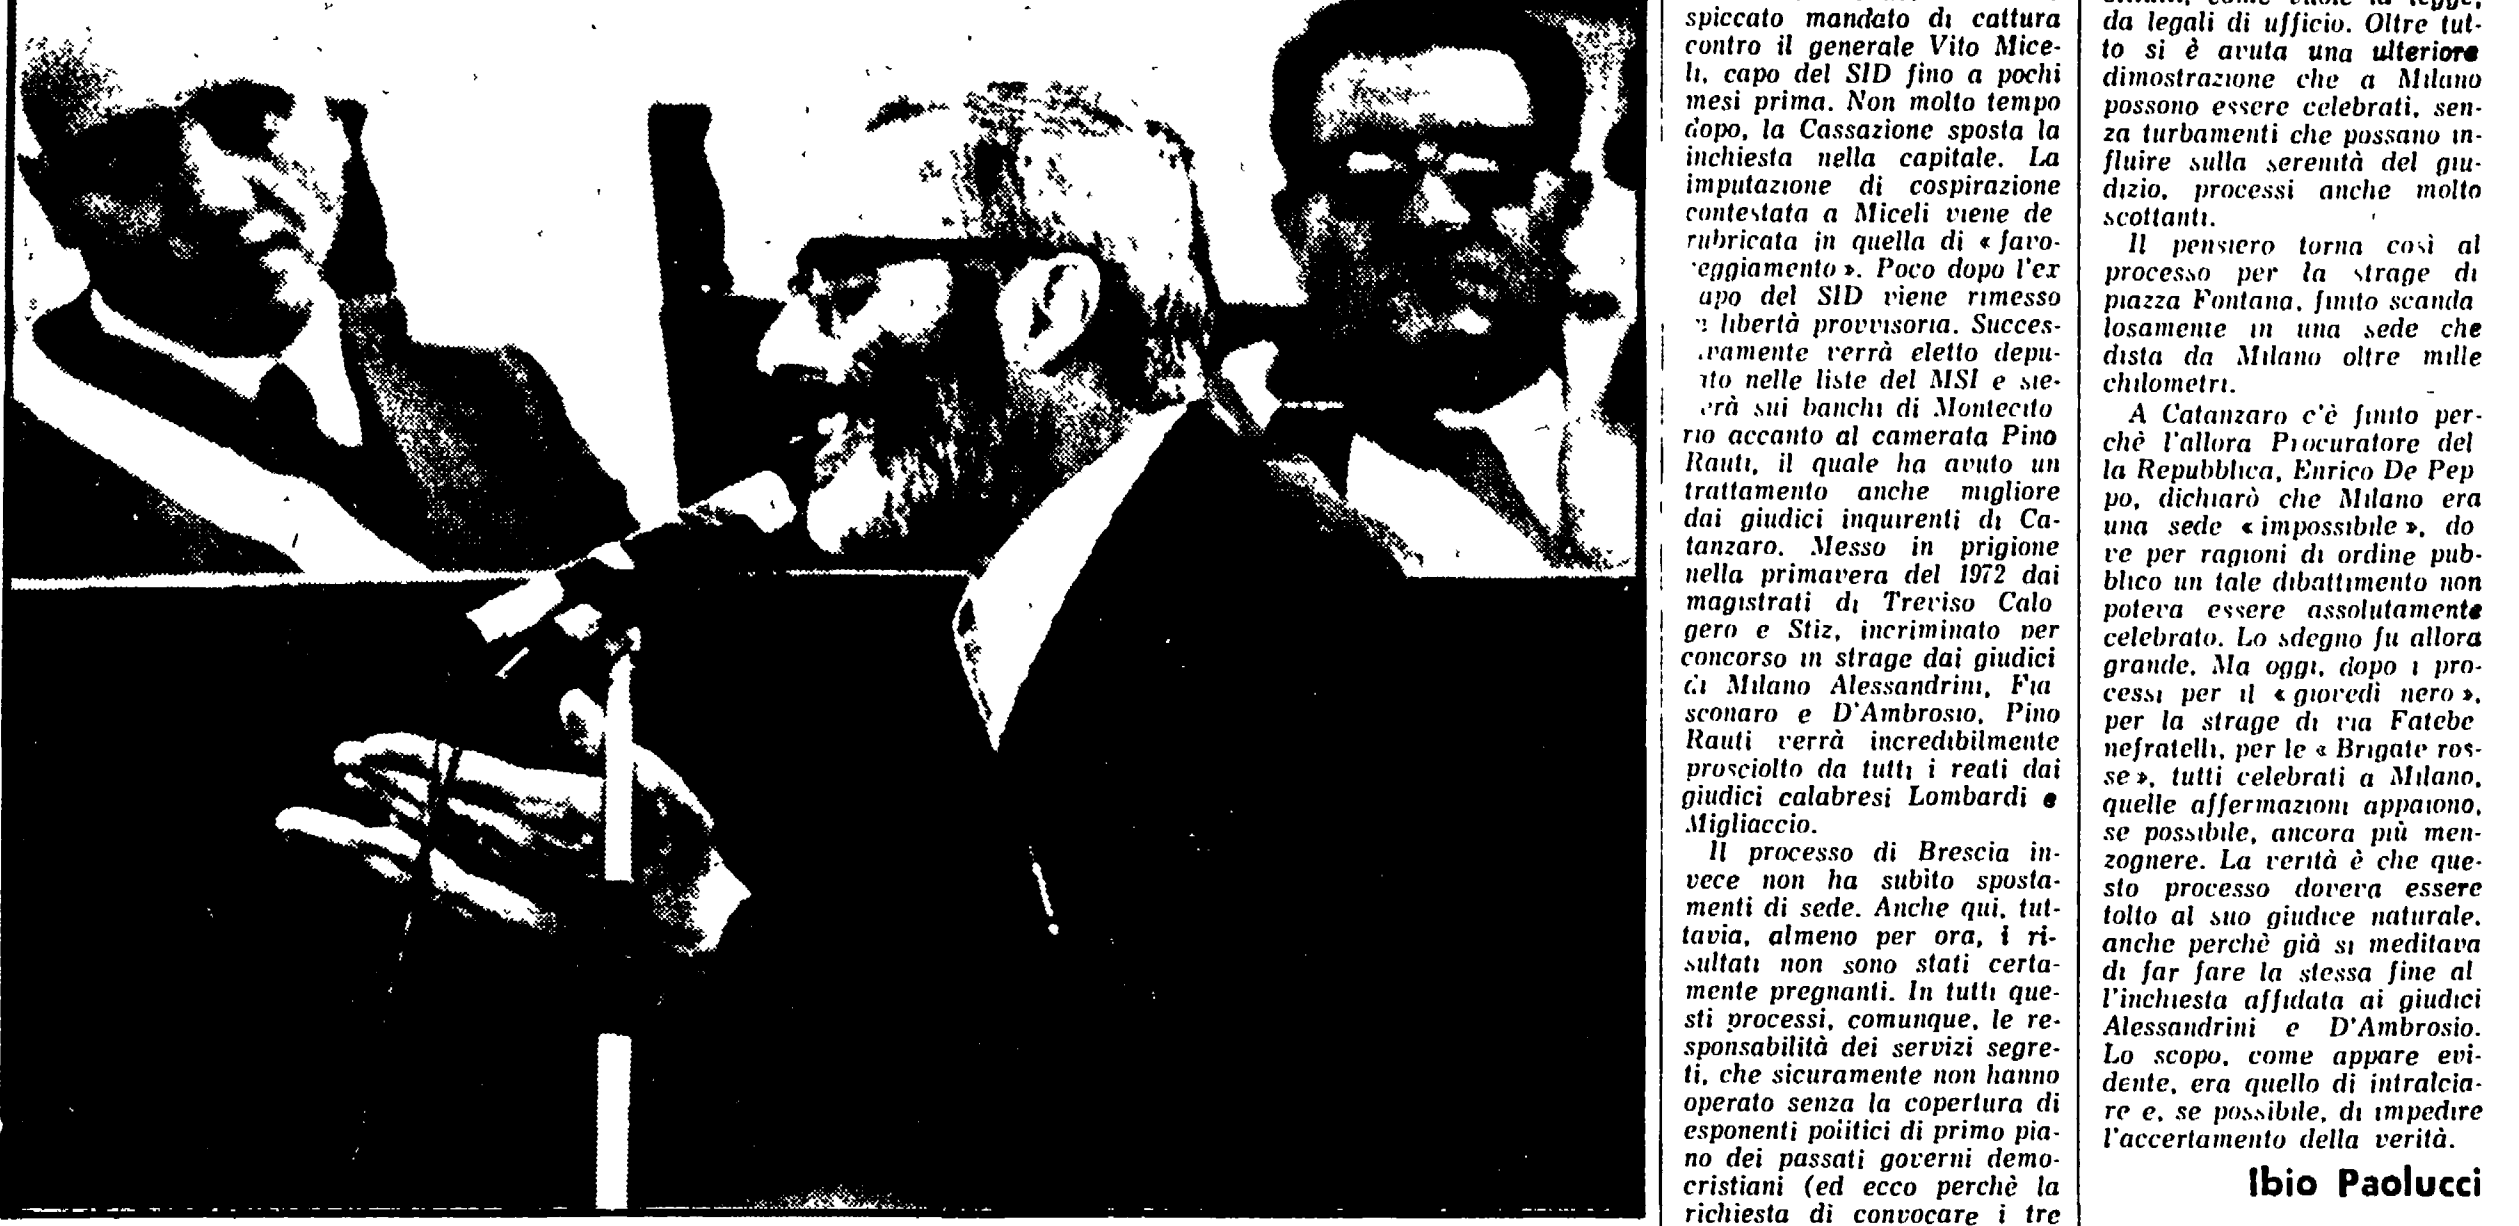 spiccato mandato di cattura
contro il generale Vito Mice-
li, capo del SID fino a pochi
mesi prima. Non molto tempo
dopo, la Cassazione sposta la
inchiesta nella capitale. La
imputazione di cospirazione
contestata a Miceli viene de
rubricata in quella di « favo-
reggiamento ». Poco dopo l'ex
apo del SID viene rimesso
libertà provvisoria. Succes-
ivamente verrà eletto depu-
ato nelle liste del MSI e sie-
erà sui banchi di Montecito
rio accanto al camerata Pino
Rauti, il quale ha avuto un
trattamento anche migliore
dai giudici inquirenti di Ca-
tanzaro. Messo in prigione
nella primavera del 1972 dai
magistrati di Treviso Calo
gero e Stiz, incriminato per
concorso in strage dai giudici
di Milano Alessandrini, Fia
sconaro e D'Ambrosio, Pino
Rauti verrà incredibilmente
prosciolto da tutti i reati dai
giudici calabresi Lombardi e
Migliaccio.
Il processo di Brescia in-
vece non ha subìto sposta-
menti di sede. Anche qui, tut-
tavia, almeno per ora, i ri-
sultati non sono stati certa-
mente pregnanti. In tutti que-
sti processi, comunque, le re-
sponsabilità dei servizi segre-
ti, che sicuramente non hanno
operato senza la copertura di
esponenti politici di primo pia-
no dei passati governi demo-
cristiani (ed ecco perchè la
richiesta di convocare i tre
da legali di ufficio. Oltre tut-
to si è avuta una ulteriore
dimostrazione che a Milano
possono essere celebrati, sen-
za turbamenti che possano in-
fluire sulla serenità del giu-
dizio, processi anche molto
scottanti.
Il pensiero torna così al
processo per la strage di
piazza Fontana, finito scanda
losamente in una sede che
dista da Milano oltre mille
chilometri.
A Catanzaro c'è finito per-
chè l'allora Procuratore del
la Repubblica, Enrico De Pep
po, dichiarò che Milano era
una sede « impossibile », do
ve per ragioni di ordine pub-
blico un tale dibattimento non
poteva essere assolutamente
celebrato. Lo sdegno fu allora
grande. Ma oggi, dopo i pro-
cessi per il « giovedì nero »,
per la strage di via Fatebe
nefratelli, per le « Brigate ros-
se », tutti celebrati a Milano,
quelle affermazioni appaiono,
se possibile, ancora più men-
zognere. La verità è che que-
sto processo doveva essere
tolto al suo giudice naturale,
anche perchè già si meditava
di far fare la stessa fine al
l'inchiesta affidata ai giudici
Alessandrini e D'Ambrosio.
Lo scopo, come appare evi-
dente, era quello di intralcia-
re e, se possibile, di impedire
l'accertamento della verità.
Ibio Paolucci